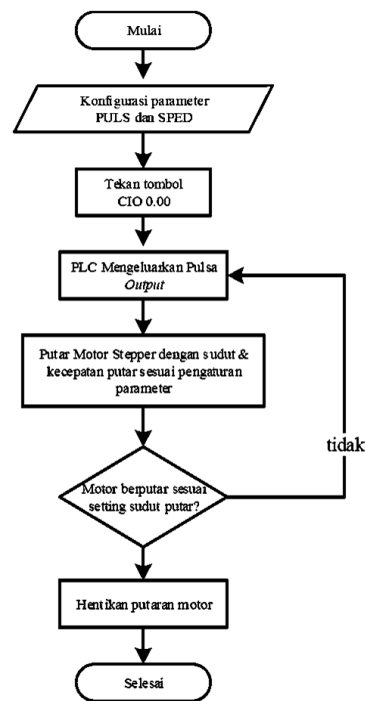 Mulai
Konfigurasi parameter
PULS dan SPED
Tekan tombol
CIO 0.00
PLC Mengeluarkan Pulsa
Output
Putar Motor Stepper dengan sudut &
kecepatan putar sesuai pengaturan
parameter
Motor berputar sesuai
setting sudut putar?
tidak
Hentikan putaran motor
Selesai